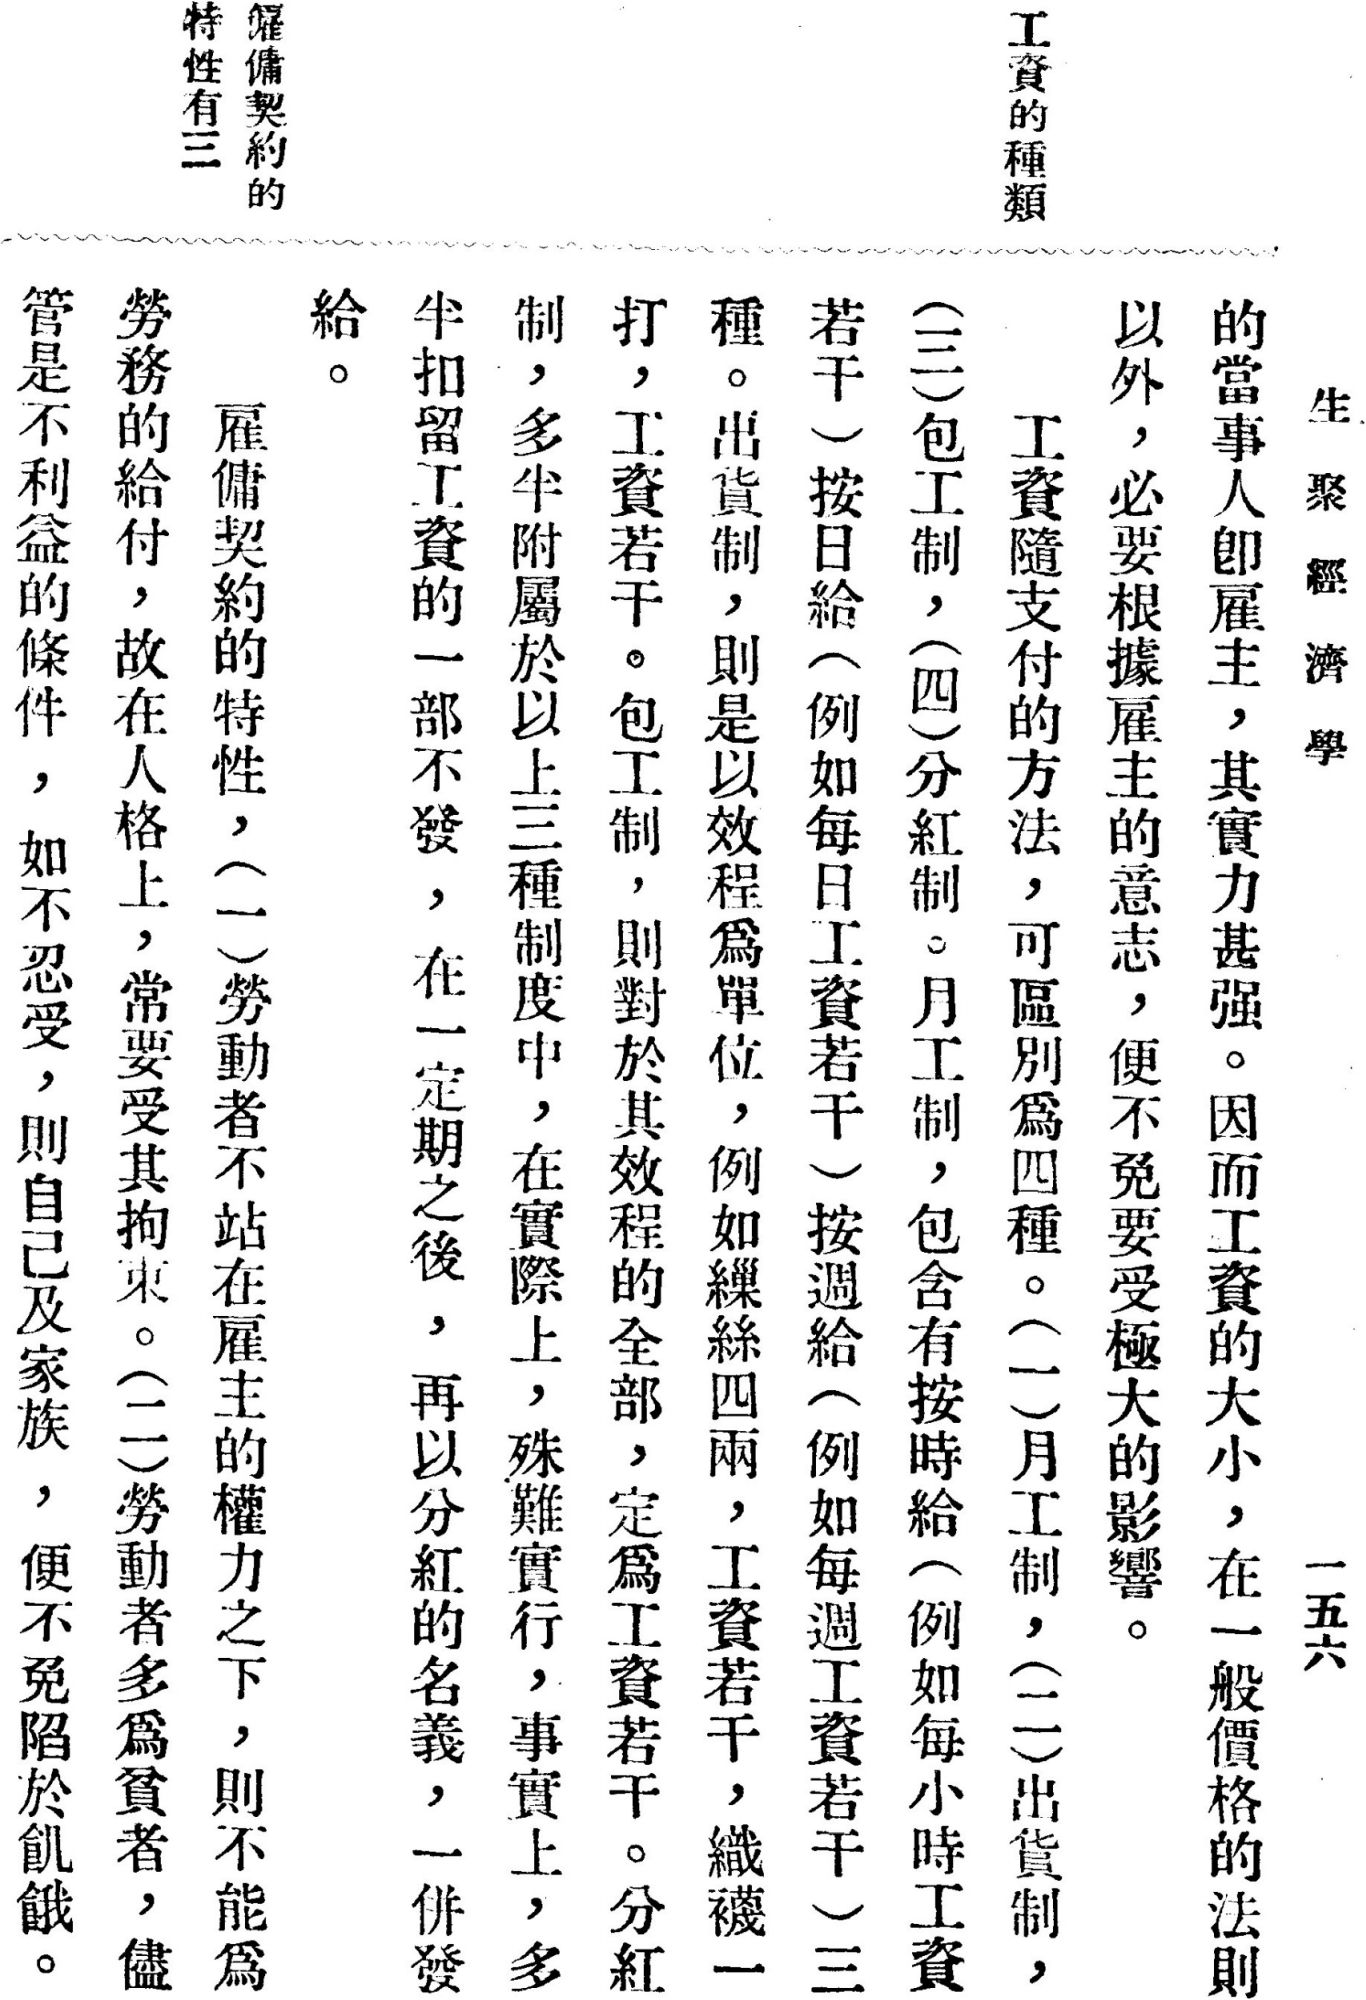 生聚經濟學
一五六
的當事人卽雇主，其實力甚强。因而工資的大小，在一般價格的法則
以外，必要根據雇主的意志，便不免要受極大的影響。
工資的種類
工資隨支付的方法，可區別爲四種。（一）月工制，（二）出貨制，
（三）包工制，（四）分紅制。月工制，包含有按時給（例如每小時工資
若干）按日給（例如每日工資若干）按週給（例如每週工資若干）三
種。出貨制，則是以效程爲單位，例如繅絲四兩，工資若干，織襪一
打，工資若干。包工制，則對於其效程的全部，定爲工資若干。分紅
制，多半附屬於以上三種制度中，在實際上，殊難實行，事實上，多
半扣留工資的一部不發，在一定期之後，再以分紅的名義，一併發
給。
雇傭契約的
特性有三
雇傭契約的特性，（一）勞動者不站在雇主的權力之下，則不能爲
勞務的給付，故在人格上，常要受其拘束。（二）勞動者多爲貧者，儘
管是不利益的條件，如不忍受，則自己及家族，便不免陷於飢餓。